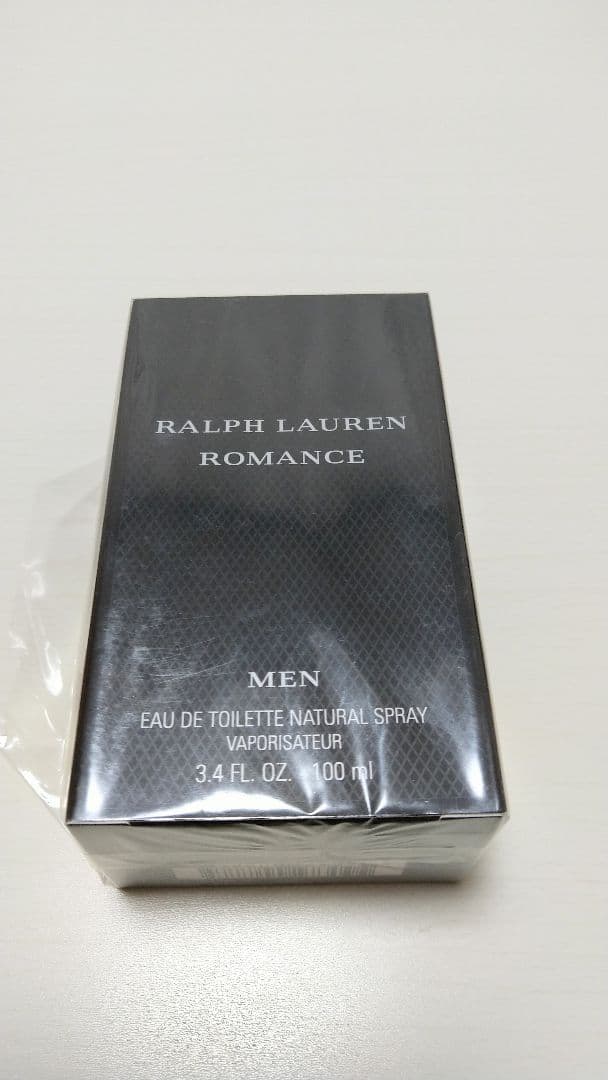 RALPH LAUREN
ROMANCE
MEN
EAU DE TOILETTE NATURAL SPRAY
VAPORISATEUR
3.4 FL. OZ. 100 ml